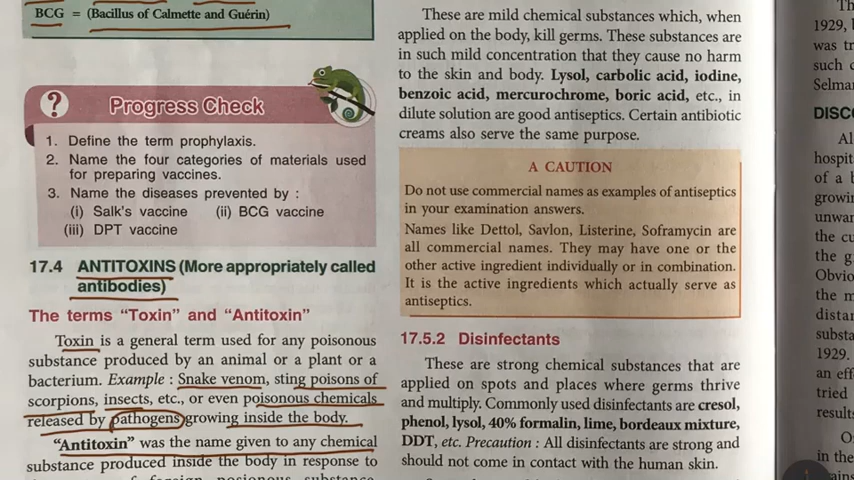 BCG = (Bacillus of Calmette and Guérin)
?
Progress Check
1. Define the term prophylaxis.
2. Name the four categories of materials used
for preparing vaccines.
3. Name the diseases prevented by :
(i) Salk's vaccine (ii) BCG vaccine
(iii) DPT vaccine
17.4 ANTITOXINS (More appropriately called
antibodies)
The terms "Toxin" and "Antitoxin"
Toxin is a general term used for any poisonous
substance produced by an animal or a plant or a
bacterium. Example : Snake venom, sting poisons of
scorpions, insects, etc., or even poisonous chemicals
released by pathogens growing inside the body.
"Antitoxin" was the name given to any chemical
substance produced inside the body in response to
These are mild chemical substances which, when
applied on the body, kill germs. These substances are
in such mild concentration that they cause no harm
to the skin and body. Lysol, carbolic acid, iodine,
benzoic acid, mercurochrome, boric acid, etc., in
dilute solution are good antiseptics. Certain antibiotic
creams also serve the same purpose.
A CAUTION
Do not use commercial names as examples of antiseptics
in your examination answers.
Names like Dettol, Savlon, Listerine, Soframycin are
all commercial names. They may have one or the
other active ingredient individually or in combination.
It is the active ingredients which actually serve as
antiseptics.
17.5.2 Disinfectants
These are strong chemical substances that are
applied on spots and places where germs thrive
and multiply. Commonly used disinfectants are cresol,
phenol, lysol, 40% formalin, lime, bordeaux mixture,
DDT, etc. Precaution : All disinfectants are strong and
should not come in contact with the human skin.
1929,
was tr
such
Selma
DISC
Al
hospit
of a
growi
unwar
the cu
the g
Obvio
the m
distan
substa
1929.
an eff
tried
result
in the